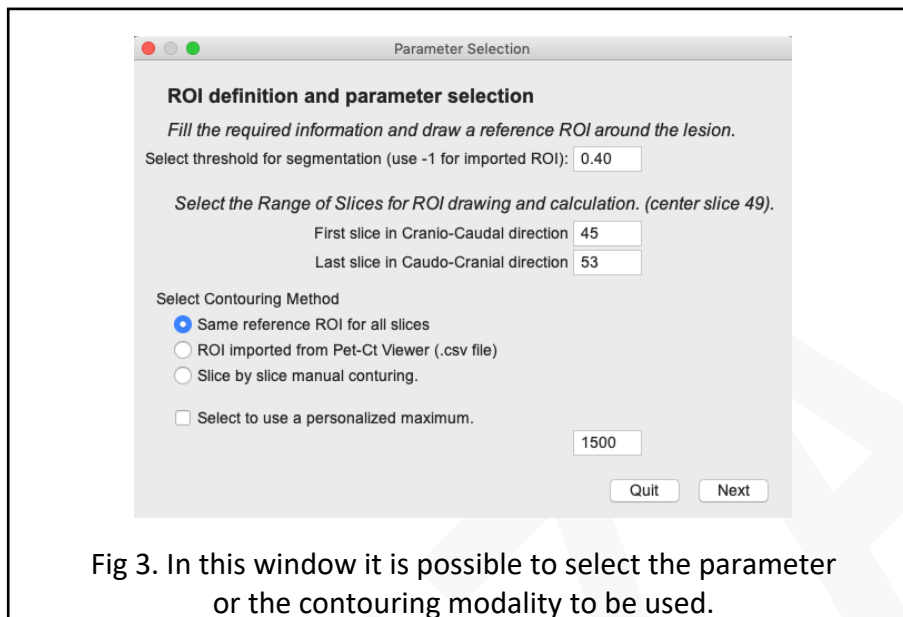 Parameter Selection
ROI definition and parameter selection
Fill the required information and draw a reference ROI around the lesion.
Select threshold for segmentation (use -1 for imported ROI): 0.40
Select the Range of Slices for ROI drawing and calculation. (center slice 49).
First slice in Cranio-Caudal direction 45
Last slice in Caudo-Cranial direction 53
Select Contouring Method
Same reference ROI for all slices
ROI imported from Pet-Ct Viewer (.csv file)
Slice by slice manual conturing.
Select to use a personalized maximum.
1500
Quit Next
Fig 3. In this window it is possible to select the parameter
or the contouring modality to be used.